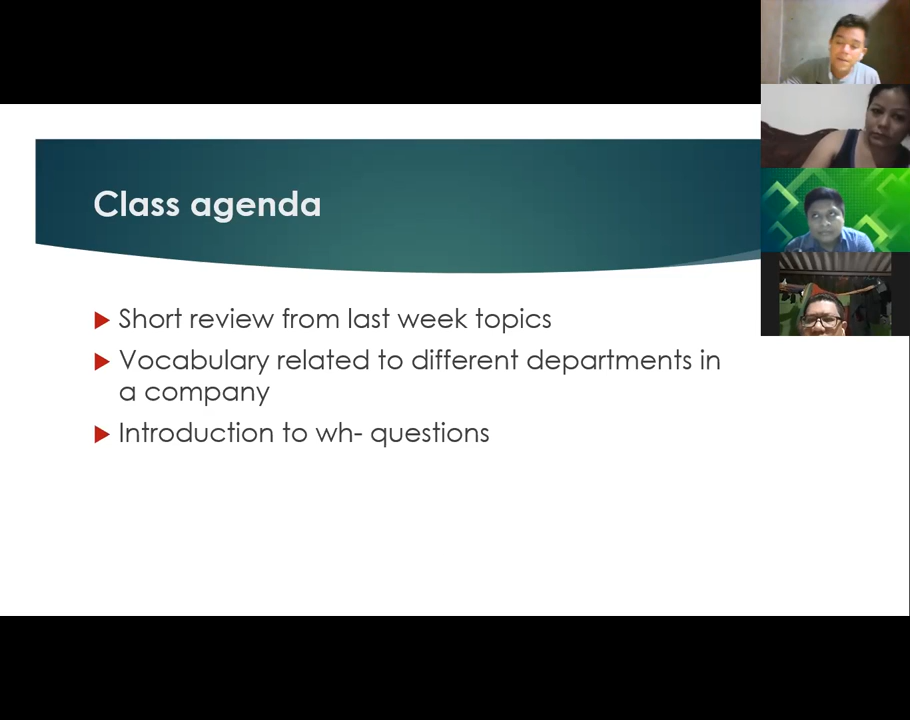 Class agenda
Short review from last week topics
Vocabulary related to different departments in
a company
Introduction to wh- questions